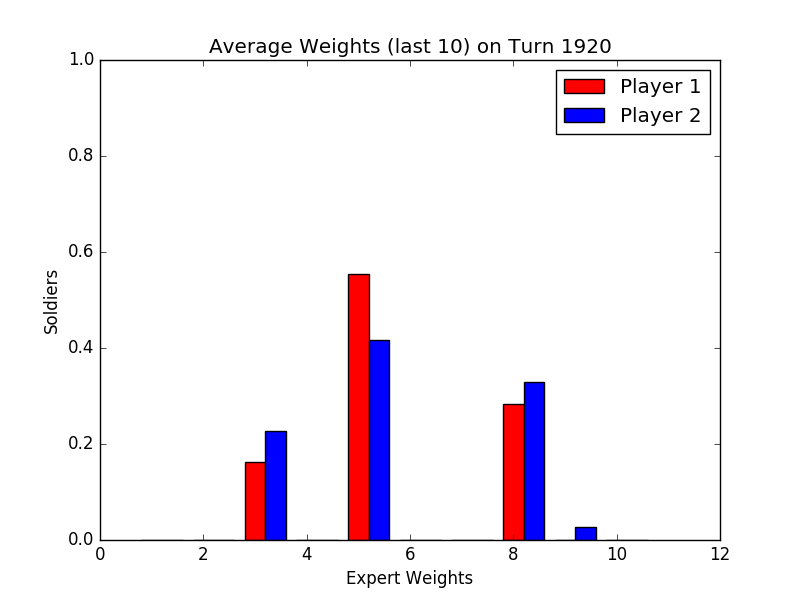 Average Weights (last 10) on Turn 1920
1.0
Player 1
Player 2
0.8
0.6
Soldiers
0.4
0.2
0.0
0 2 4 6 8 10 12
Expert Weights